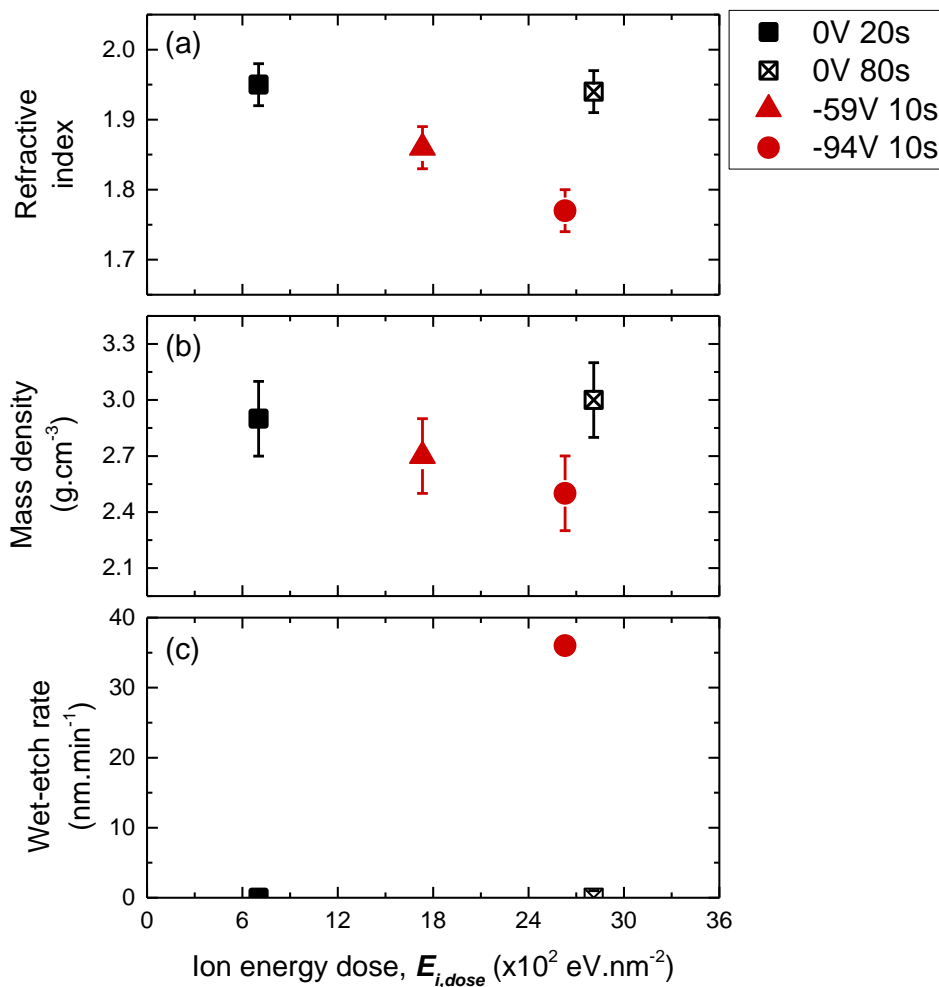 0V 20s
0V 80s
-59V 10s
-94V 10s
(a)
2.0
1.9
1.8
1.7
Refractive
index
(b)
3.3
3.0
2.7
2.4
2.1
Mass density
(g.cm⁻³)
(c)
40
30
20
10
0
Wet-etch rate
(nm.min⁻¹)
0 6 12 18 24 30 36
Ion energy dose, E_{i,dose} (x10² eV.nm⁻²)